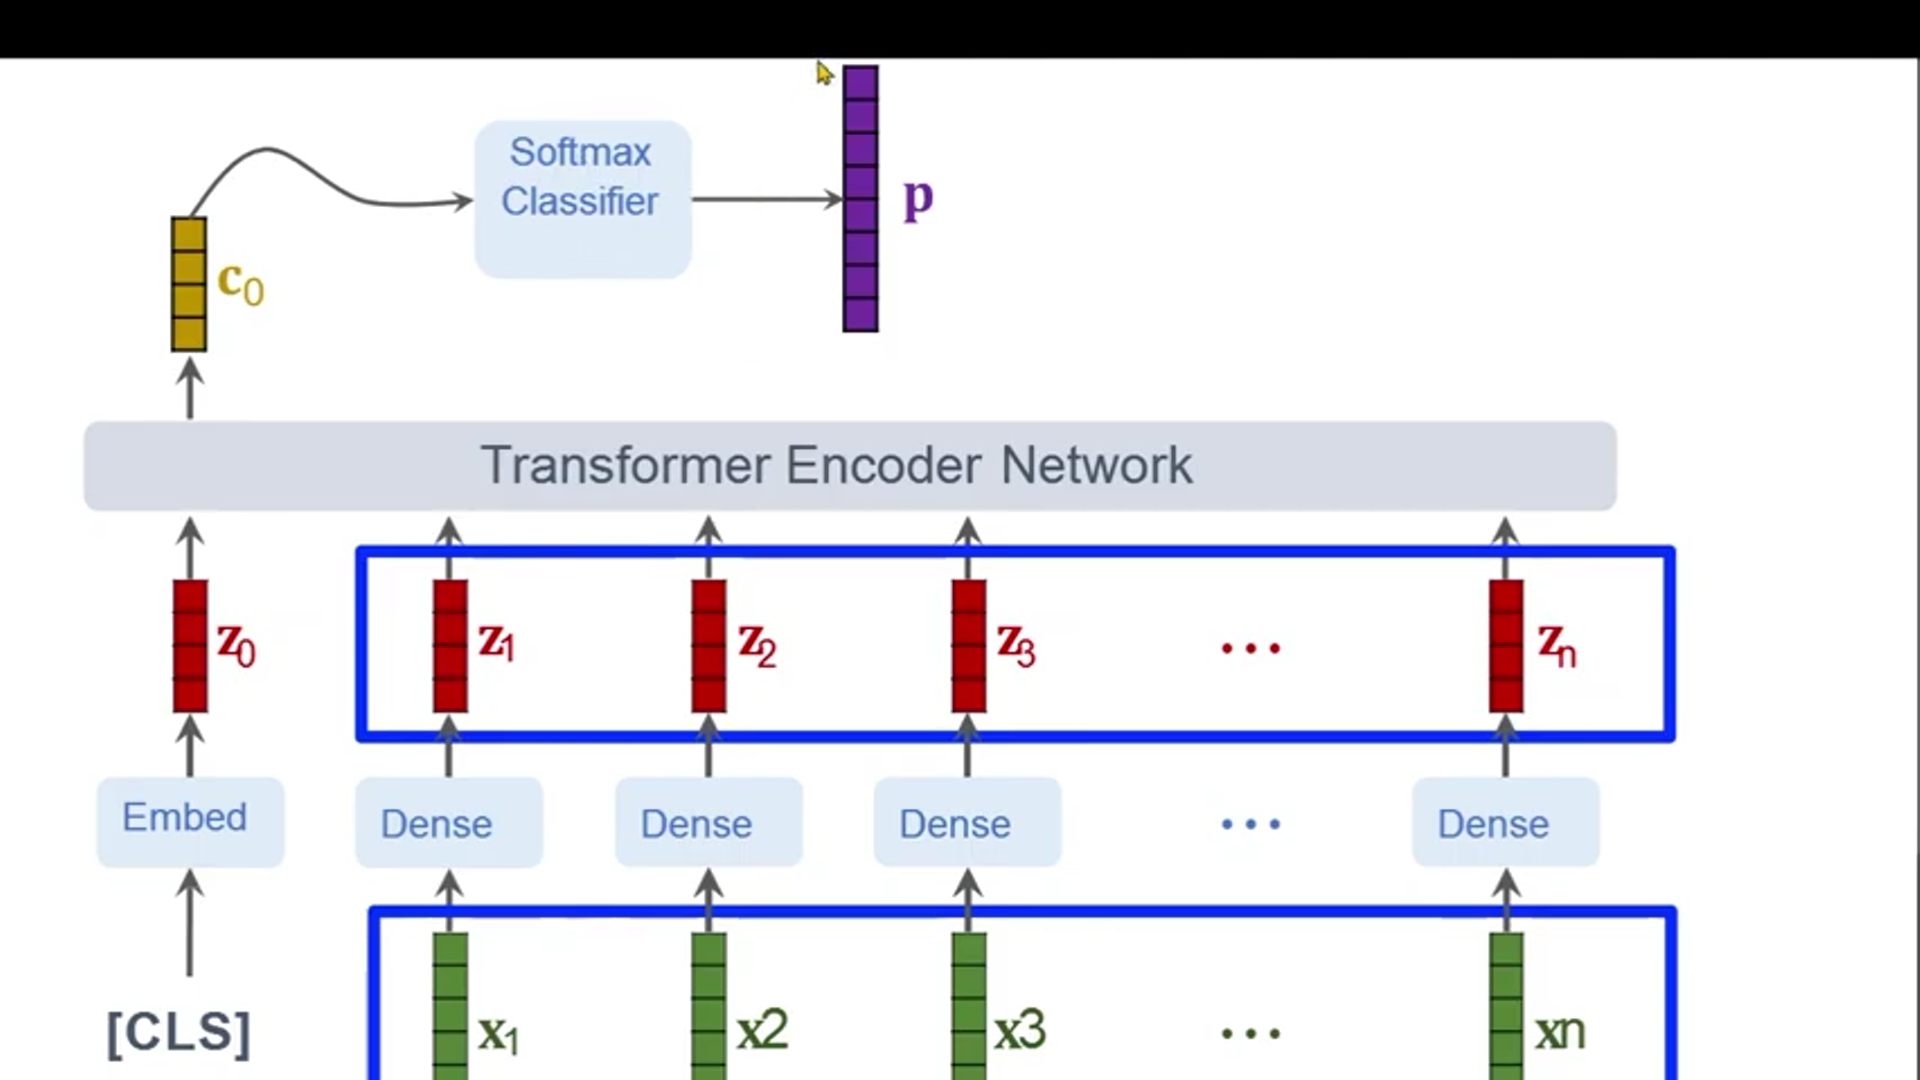 Softmax
Classifier
p
c0
Transformer Encoder Network
z0 z1 z2 z3 ... zn
Embed Dense Dense Dense ... Dense
[CLS] x1 x2 x3 ... xn